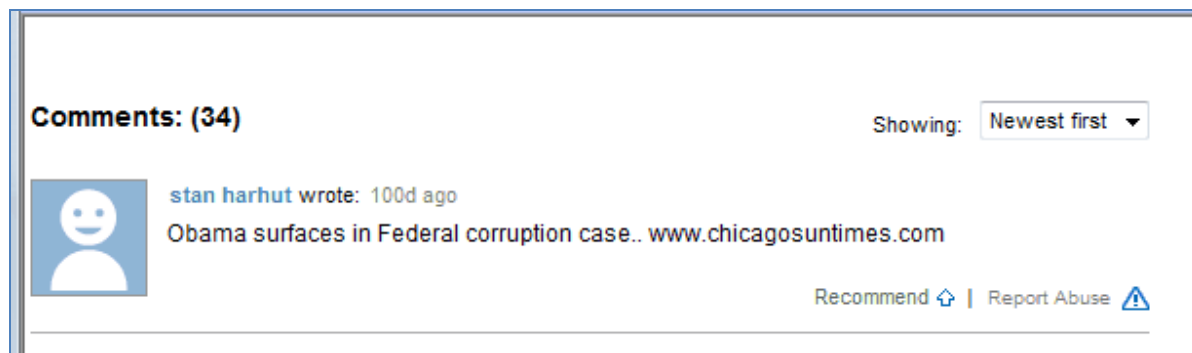 Comments: (34)
Showing: Newest first
stan harhut wrote: 100d ago
Obama surfaces in Federal corruption case.. www.chicagosuntimes.com
Recommend | Report Abuse